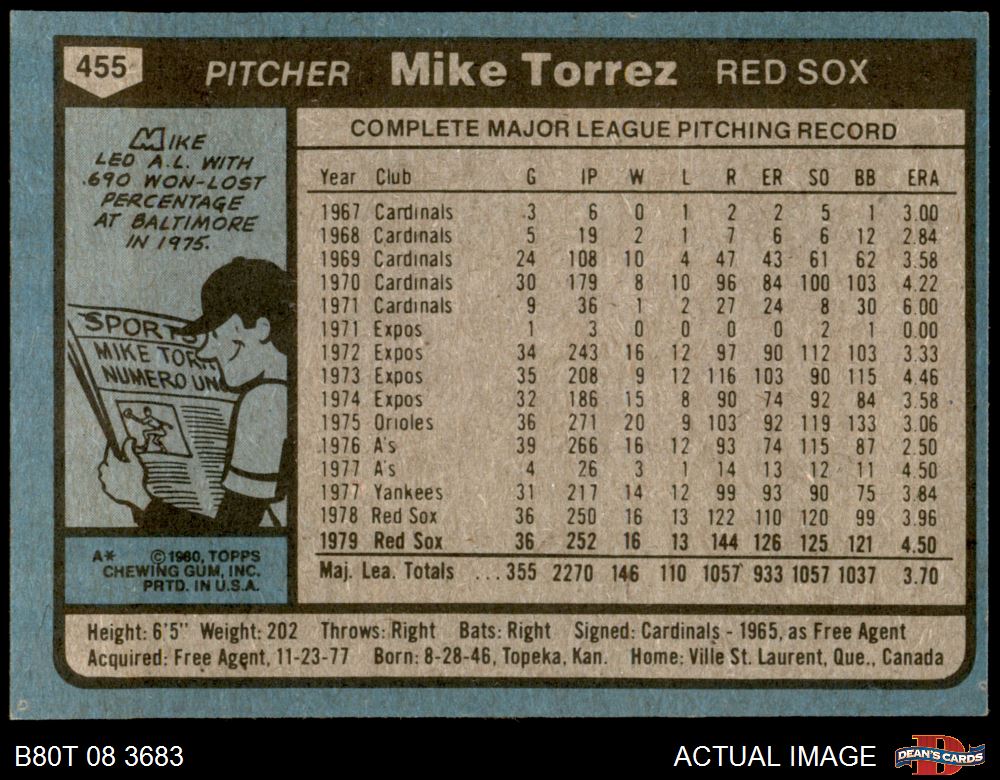 455 PITCHER Mike Torrez RED SOX
MIKE
LED A.L. WITH
.690 WON-LOST
PERCENTAGE
AT BALTIMORE
IN 1975.
SPORTS
MIKE TORR
NUMERO UNO
A* ©1980, TOPPS
CHEWING GUM, INC.
PRTD. IN U.S.A.
COMPLETE MAJOR LEAGUE PITCHING RECORD
Year Club G IP W L R ER SO BB ERA
1967 Cardinals 3 6 0 1 2 2 5 1 3.00
1968 Cardinals 5 19 2 1 7 6 6 12 2.84
1969 Cardinals 24 108 10 4 47 43 61 62 3.58
1970 Cardinals 30 179 8 10 96 84 100 103 4.22
1971 Cardinals 9 36 1 2 27 24 8 30 6.00
1971 Expos 1 3 0 0 0 0 2 1 0.00
1972 Expos 34 243 16 12 97 90 112 103 3.33
1973 Expos 35 208 9 12 116 103 90 115 4.46
1974 Expos 32 186 15 8 90 74 92 84 3.58
1975 Orioles 36 271 20 9 103 92 119 133 3.06
1976 A's 39 266 16 12 93 74 115 87 2.50
1977 A's 4 26 3 1 14 13 12 11 4.50
1977 Yankees 31 217 14 12 99 93 90 75 3.84
1978 Red Sox 36 250 16 13 122 110 120 99 3.96
1979 Red Sox 36 252 16 13 144 126 125 121 4.50
Maj. Lea. Totals ... 355 2270 146 110 1057 933 1057 1037 3.70
Height: 6'5" Weight: 202 Throws: Right Bats: Right Signed: Cardinals - 1965, as Free Agent
Acquired: Free Agent, 11-23-77 Born: 8-28-46, Topeka, Kan. Home: Ville St. Laurent, Que., Canada
B80T 08 3683 ACTUAL IMAGE DEAN'S CARDS